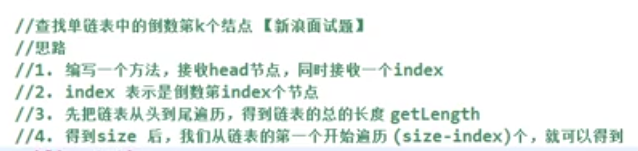 //查找单链表中的倒数第k个结点 【新浪面试题】
//思路
//1. 编写一个方法，接收head节点，同时接收一个index
//2. index 表示是倒数第index个节点
//3. 先把链表从头到尾遍历，得到链表的总的长度 getLength
//4. 得到size 后，我们从链表的第一个开始遍历 (size-index)个，就可以得到